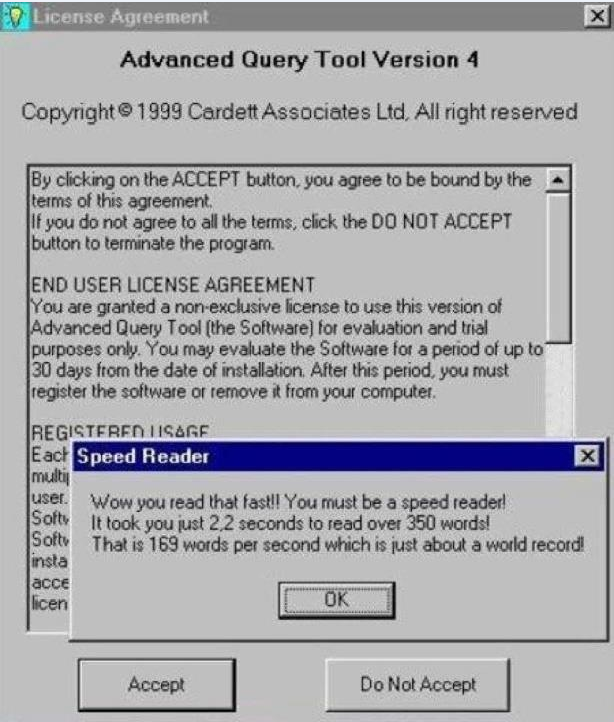 License Agreement
Advanced Query Tool Version 4
Copyright © 1999 Cardett Associates Ltd, All right reserved
By clicking on the ACCEPT button, you agree to be bound by the
terms of this agreement.
If you do not agree to all the terms, click the DO NOT ACCEPT
button to terminate the program.
END USER LICENSE AGREEMENT
You are granted a non-exclusive license to use this version of
Advanced Query Tool (the Software) for evaluation and trial
purposes only. You may evaluate the Software for a period of up to
30 days from the date of installation. After this period, you must
register the software or remove it from your computer.
REGISTERED USAGE
Each
multi
user.
Softw
Softw
insta
acce
licen
Speed Reader
Wow you read that fast!! You must be a speed reader!
It took you just 2,2 seconds to read over 350 words!
That is 169 words per second which is just about a world record!
OK
Accept
Do Not Accept